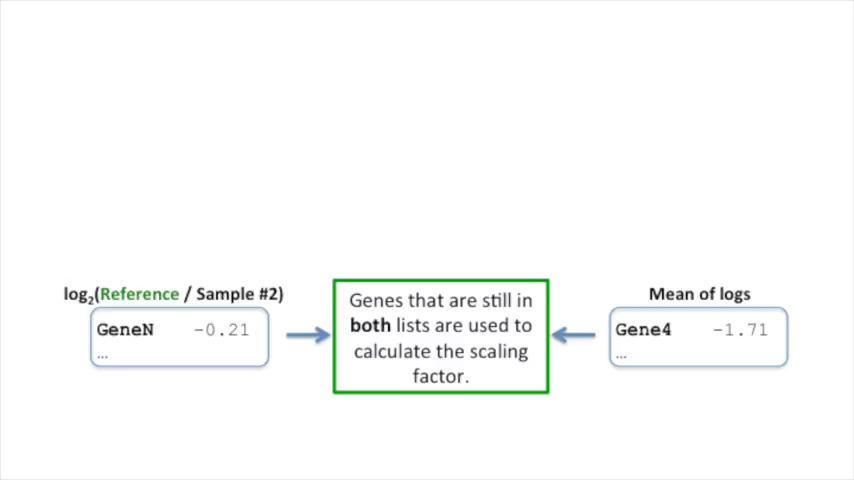 log₂(Reference / Sample #2)
GeneN -0.21
...
Genes that are still in
both lists are used to
calculate the scaling
factor.
Mean of logs
Gene4 -1.71
...